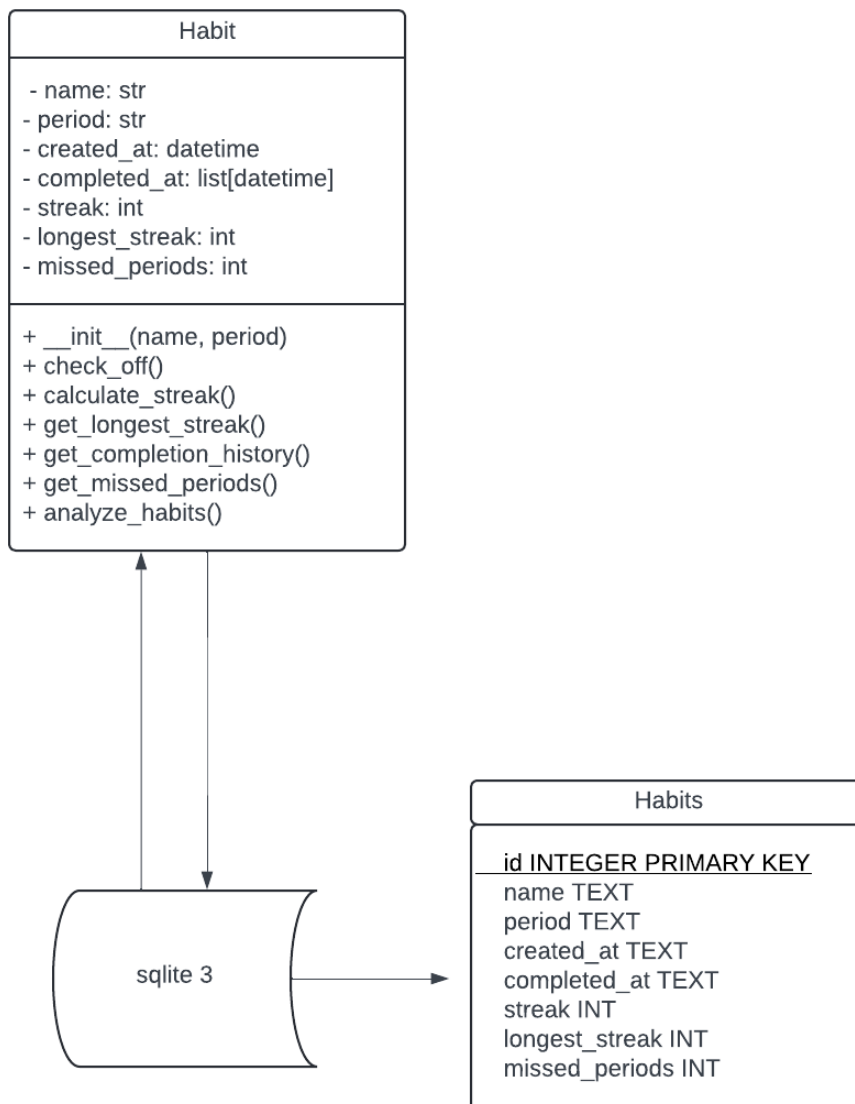 Habit
- name: str
- period: str
- created_at: datetime
- completed_at: list[datetime]
- streak: int
- longest_streak: int
- missed_periods: int
+ __init__(name, period)
+ check_off()
+ calculate_streak()
+ get_longest_streak()
+ get_completion_history()
+ get_missed_periods()
+ analyze_habits()
sqlite 3
Habits
id INTEGER PRIMARY KEY
name TEXT
period TEXT
created_at TEXT
completed_at TEXT
streak INT
longest_streak INT
missed_periods INT